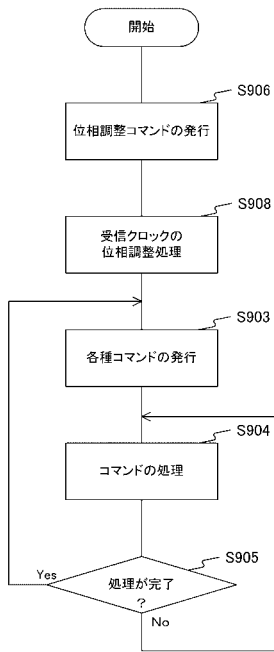 開始
S906
位相調整コマンドの発行
S908
受信クロックの
位相調整処理
S903
各種コマンドの発行
S904
コマンドの処理
S905
Yes
処理が完了
?
No